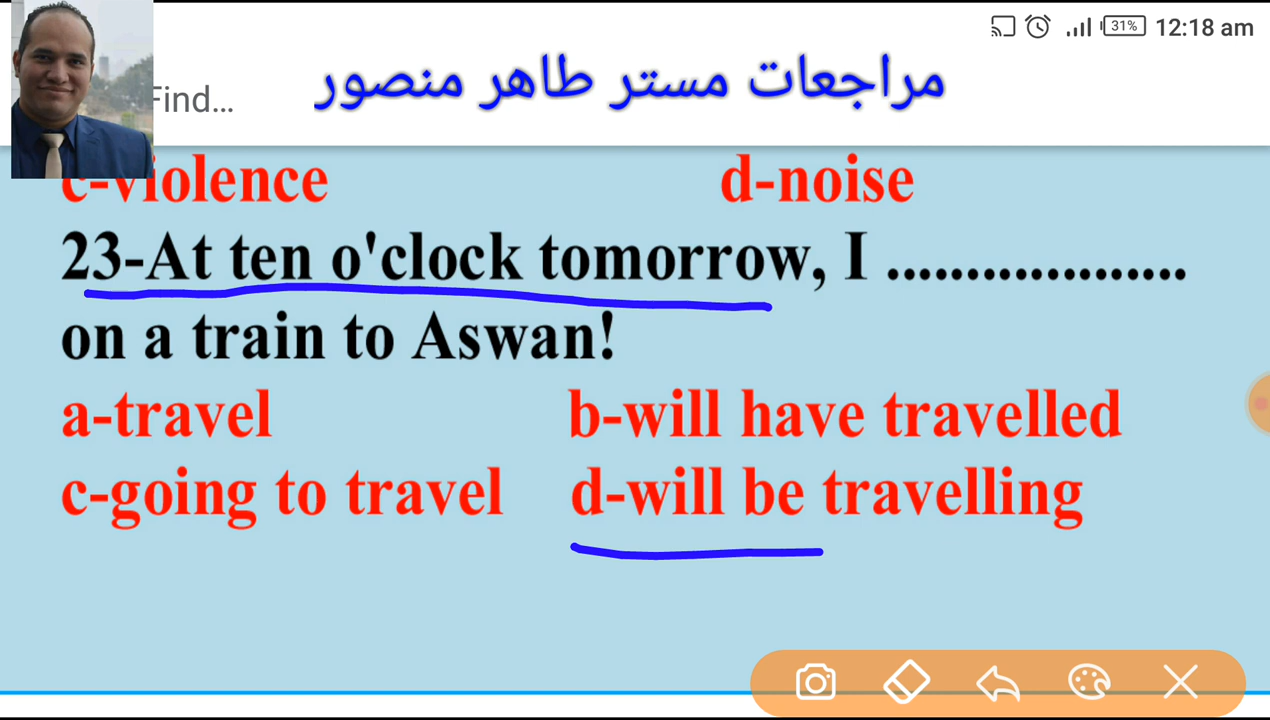 31% 12:18 am
Find...
مراجعات مستر طاهر منصور
c-violence d-noise
23-At ten o'clock tomorrow, I ...................
on a train to Aswan!
a-travel b-will have travelled
c-going to travel d-will be travelling